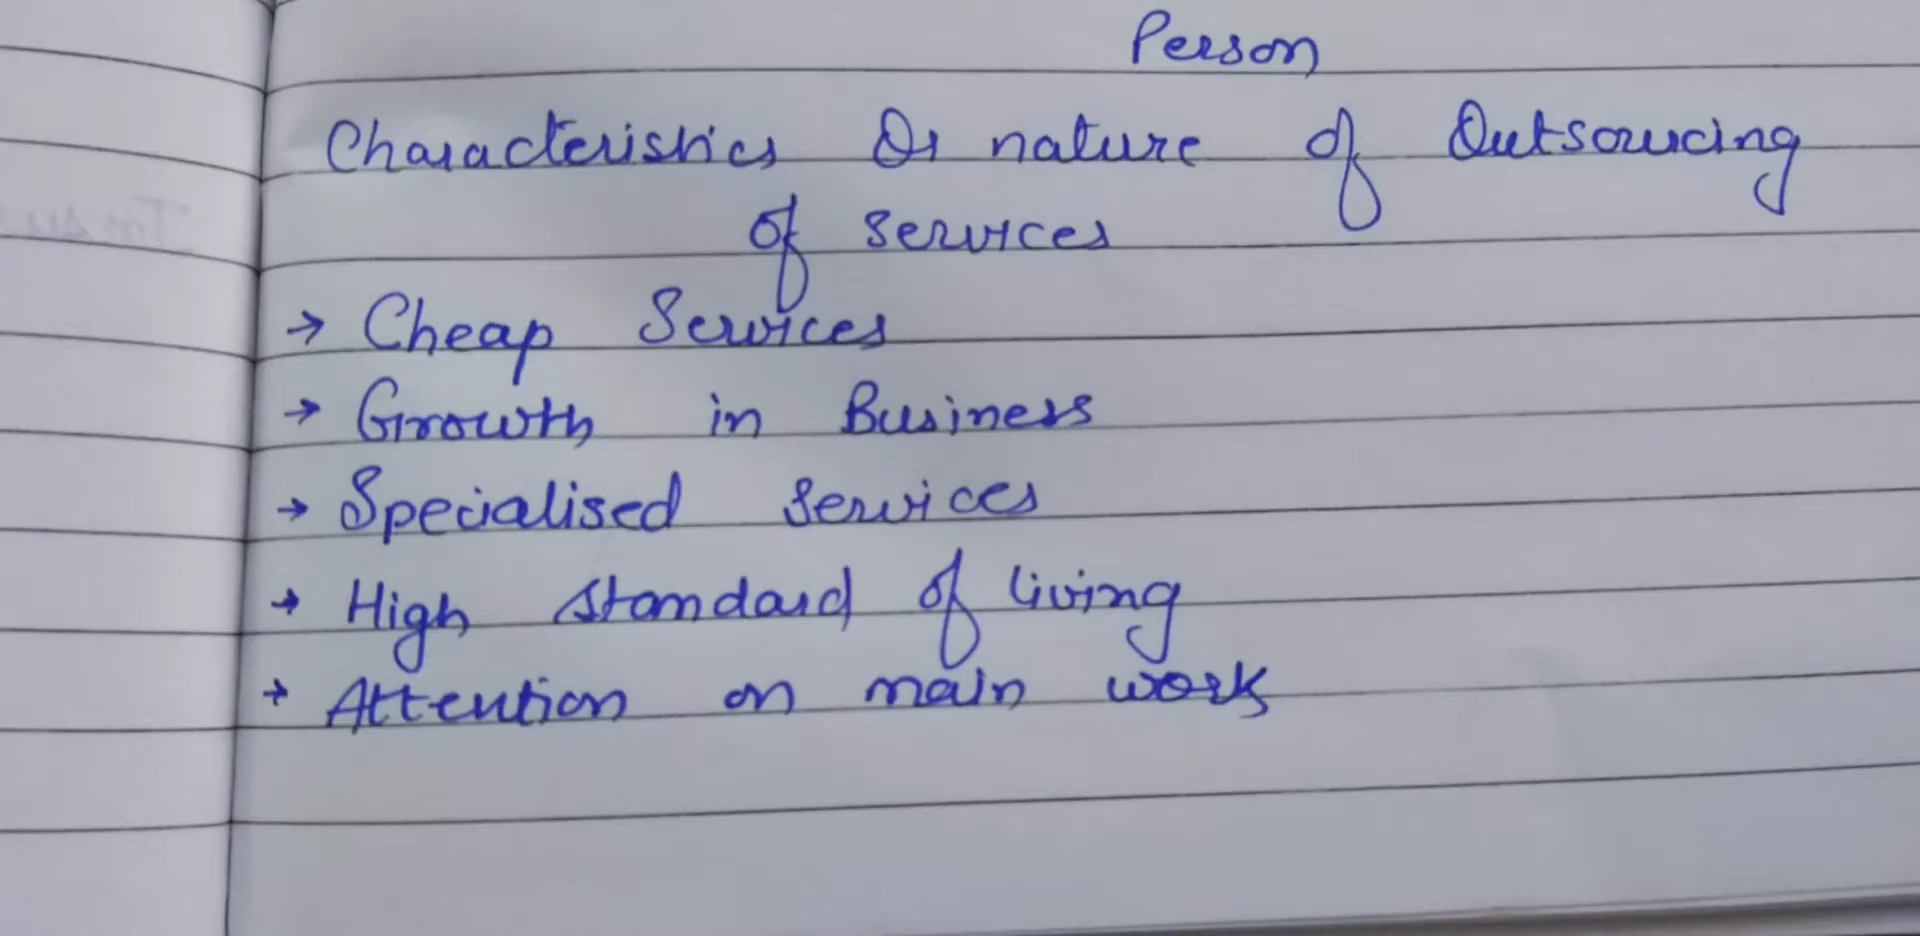 Person
Characteristics Or nature of Outsourcing
of services
→ Cheap Services
→ Growth in Business
→ Specialised services
→ High standard of living
→ Attention on main work